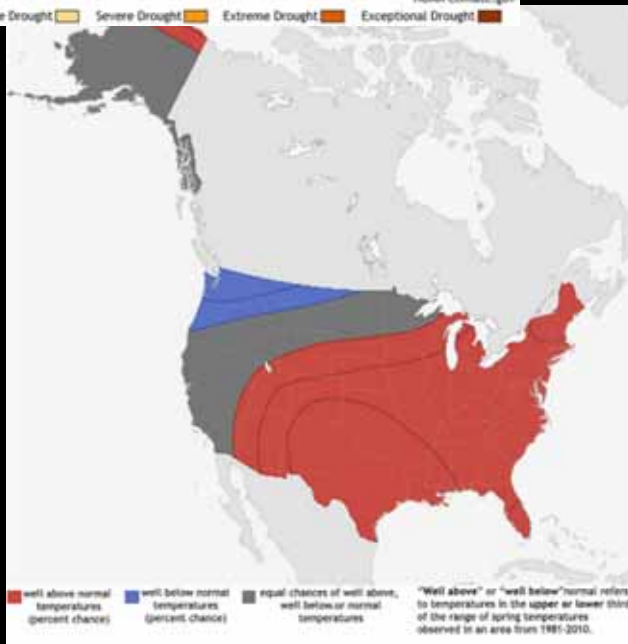 Drought Severe Drought Extreme Drought Exceptional Drought
well above normal
temperatures
(percent chance)
well below normal
temperatures
(percent chance)
equal chances of well above,
well below or normal
temperatures
"Well above" or "well below" normal refers
to temperatures in the upper or lower third
of the range of spring temperatures
observed in an area from 1981-2010.